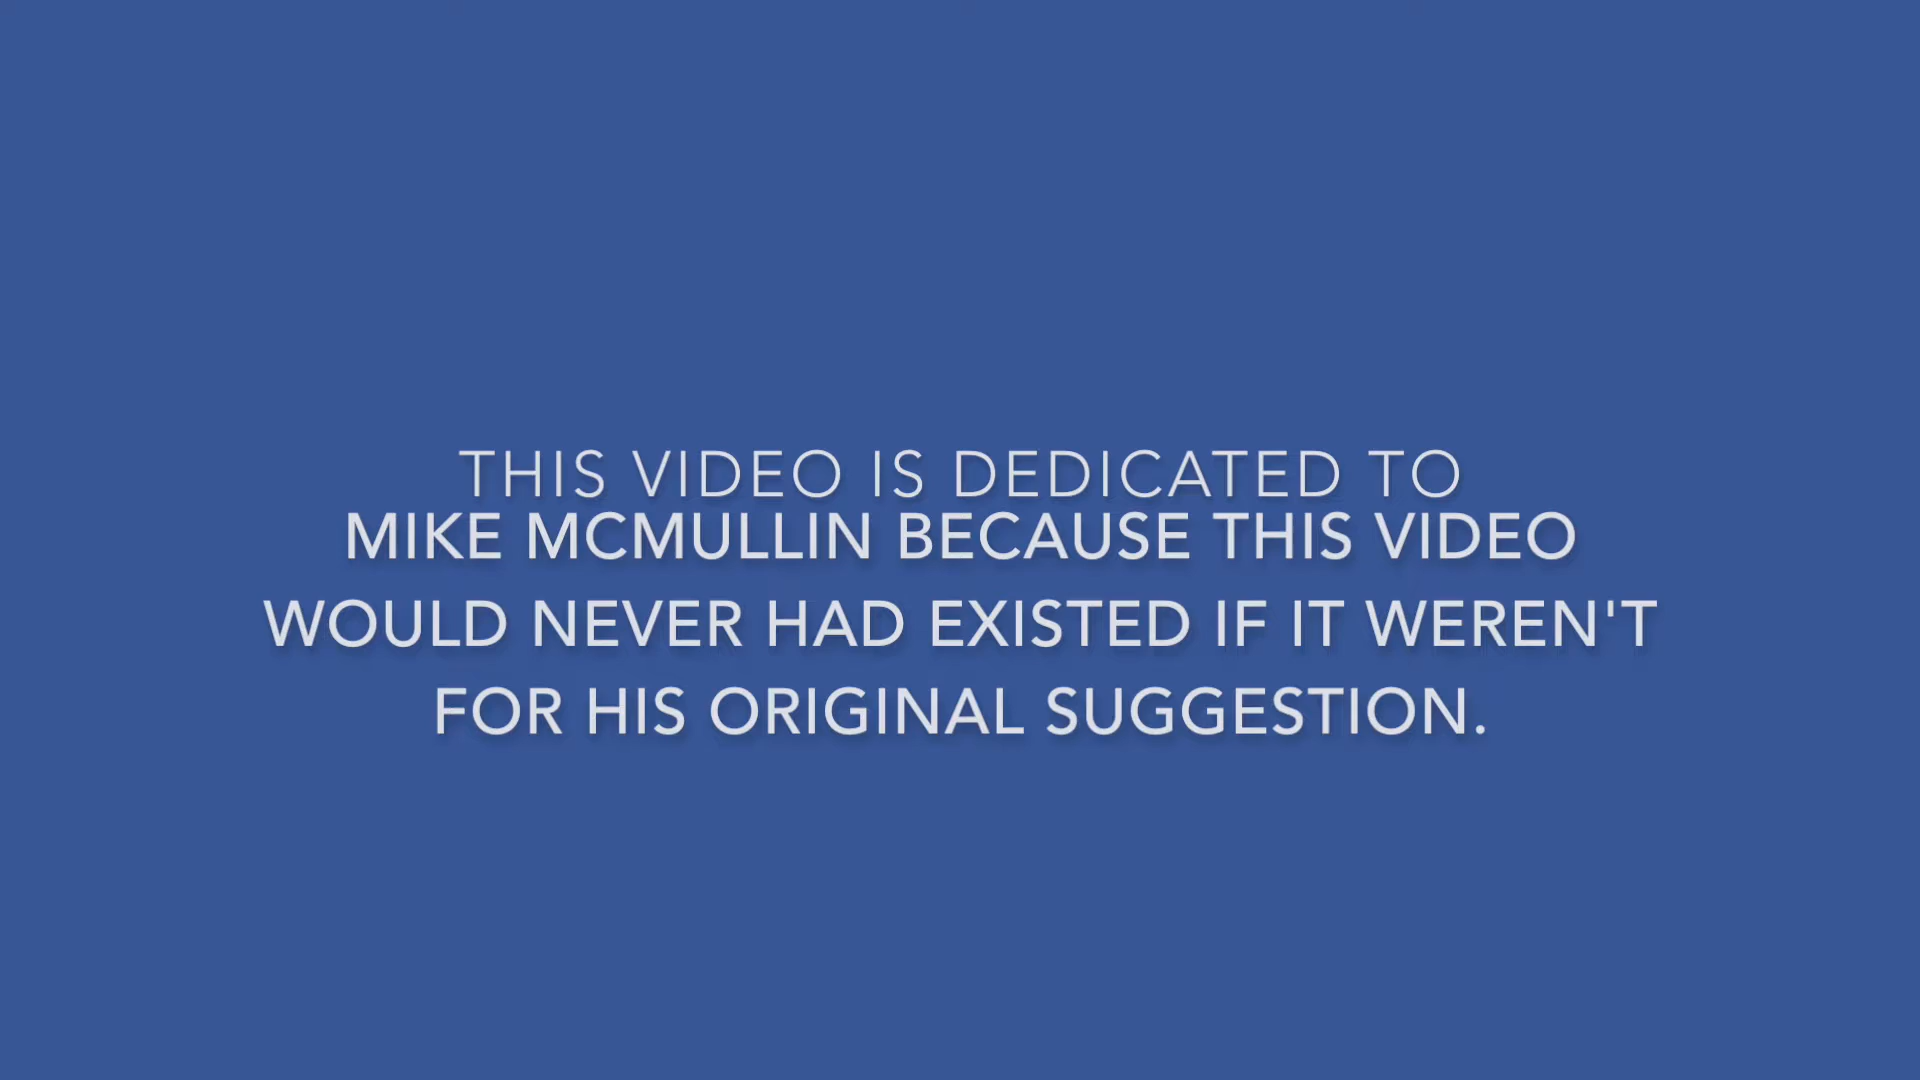 THIS VIDEO IS DEDICATED TO
MIKE MCMULLIN BECAUSE THIS VIDEO
WOULD NEVER HAD EXISTED IF IT WEREN'T
FOR HIS ORIGINAL SUGGESTION.